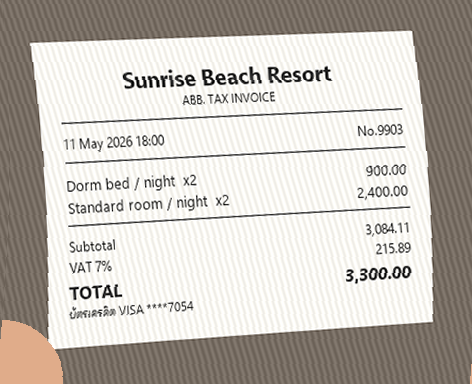 Sunrise Beach Resort
ABB. TAX INVOICE
11 May 2026 18:00 No.9903
Dorm bed / night x2 900.00
Standard room / night x2 2,400.00
Subtotal 3,084.11
VAT 7% 215.89
TOTAL 3,300.00
บัตรเครดิต VISA ****7054